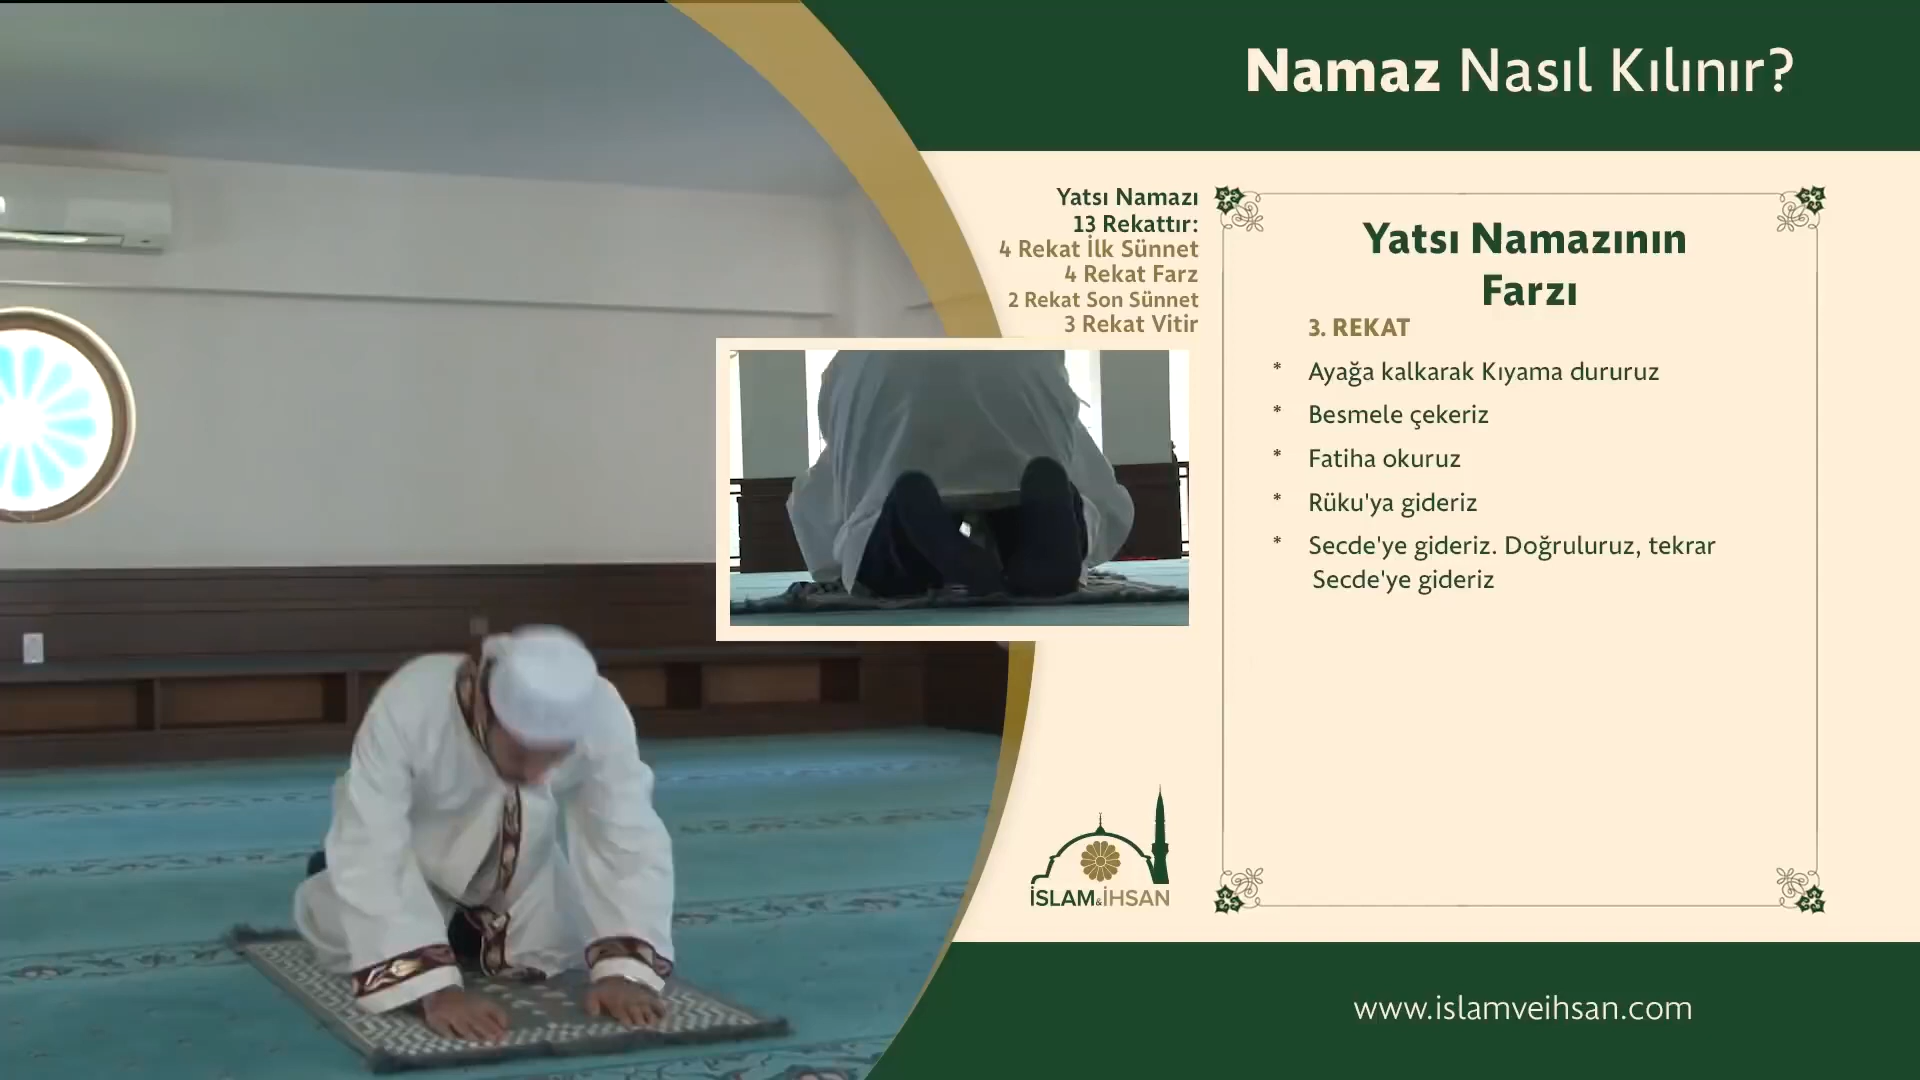 Namaz Nasıl Kılınır?
Yatsı Namazı
13 Rekattır:
4 Rekat İlk Sünnet
4 Rekat Farz
2 Rekat Son Sünnet
3 Rekat Vitir
Yatsı Namazının
Farzı
3. REKAT
* Ayağa kalkarak Kıyama dururuz
* Besmele çekeriz
* Fatiha okuruz
* Rüku'ya gideriz
* Secde'ye gideriz. Doğruluruz, tekrar
Secde'ye gideriz
İSLAM&İHSAN
www.islamveihsan.com